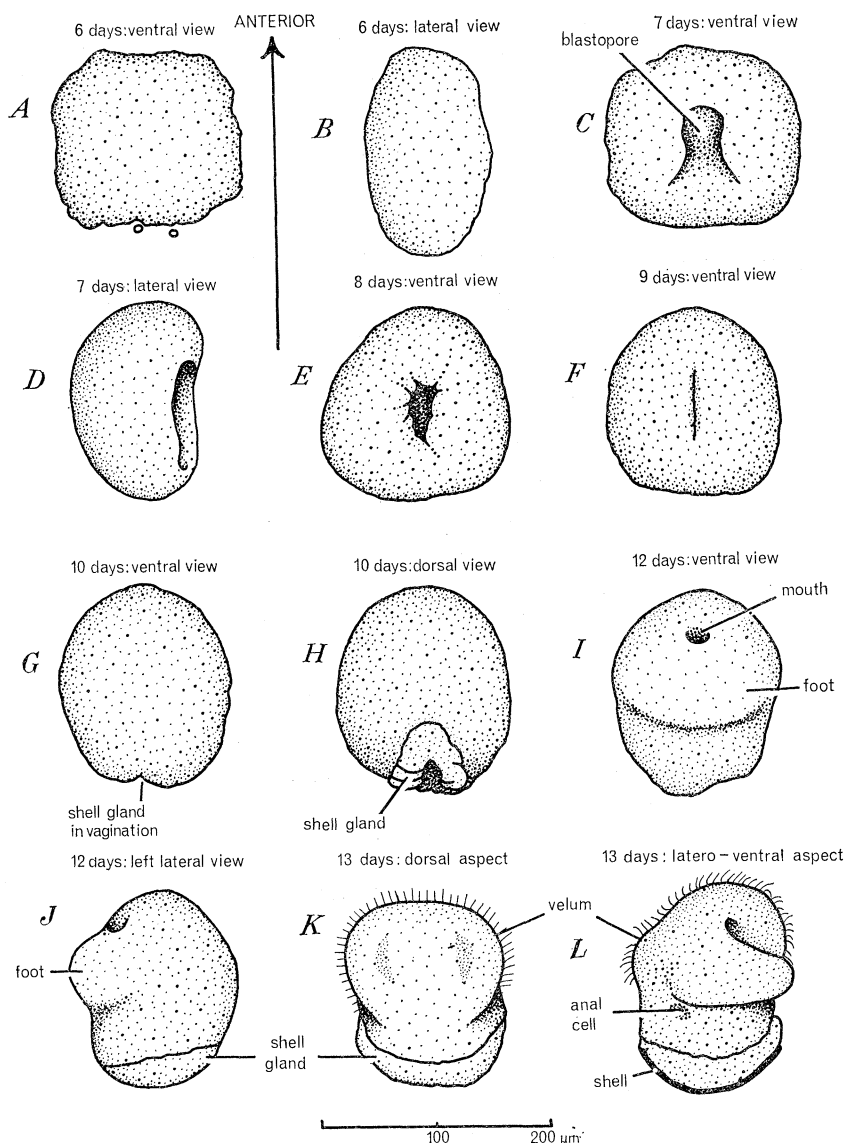 6 days:ventral view
ANTERIOR
6 days: lateral view
7 days:ventral view
blastopore
A
B
C
7 days: lateral view
8 days:ventral view
9 days:ventral view
D
E
F
10 days:ventral view
10 days:dorsal view
12 days:ventral view
mouth
G
H
I
foot
shell gland
in vagination
shell gland
12 days: left lateral view
13 days: dorsal aspect
13 days: latero-ventral aspect
J
K
velum
L
foot
anal
cell
shell
gland
shell
100
200 μm